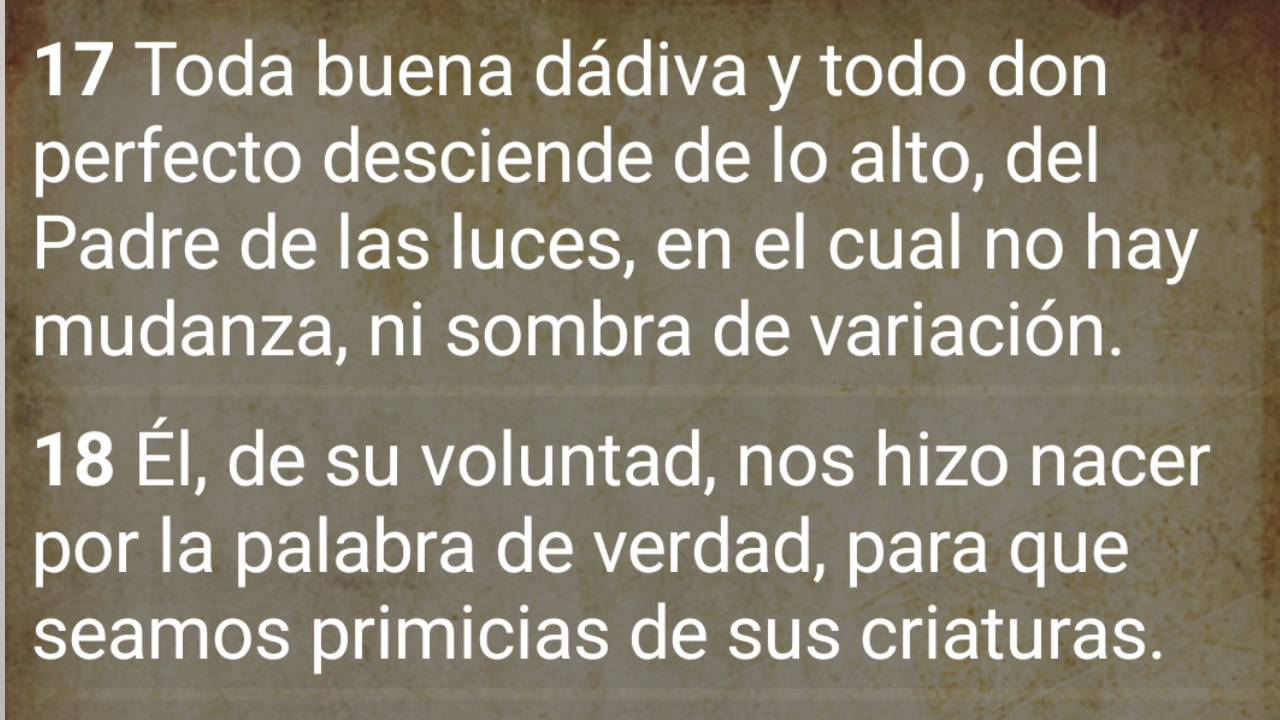 17 Toda buena dádiva y todo don
perfecto desciende de lo alto, del
Padre de las luces, en el cual no hay
mudanza, ni sombra de variación.
18 Él, de su voluntad, nos hizo nacer
por la palabra de verdad, para que
seamos primicias de sus criaturas.